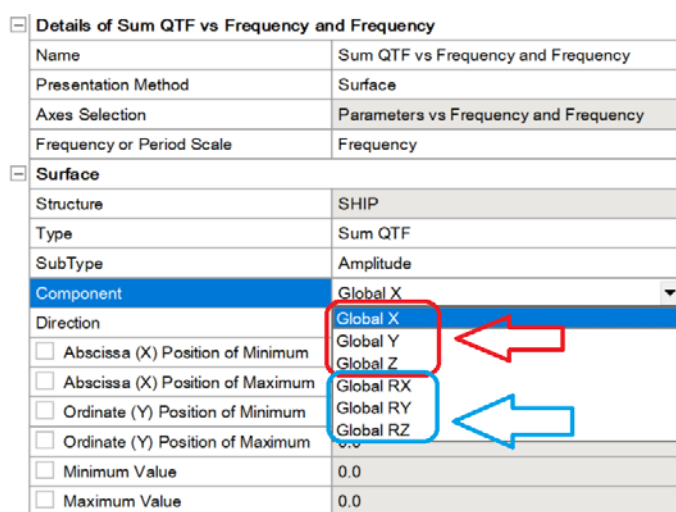 Details of Sum QTF vs Frequency and Frequency
Name Sum QTF vs Frequency and Frequency
Presentation Method Surface
Axes Selection Parameters vs Frequency and Frequency
Frequency or Period Scale Frequency
Surface
Structure SHIP
Type Sum QTF
SubType Amplitude
Component Global X
Direction Global X
Global Y
Abscissa (X) Position of Minimum Global Z
Abscissa (X) Position of Maximum Global RX
Ordinate (Y) Position of Minimum Global RY
Global RZ
Ordinate (Y) Position of Maximum
Minimum Value 0.0
Maximum Value 0.0